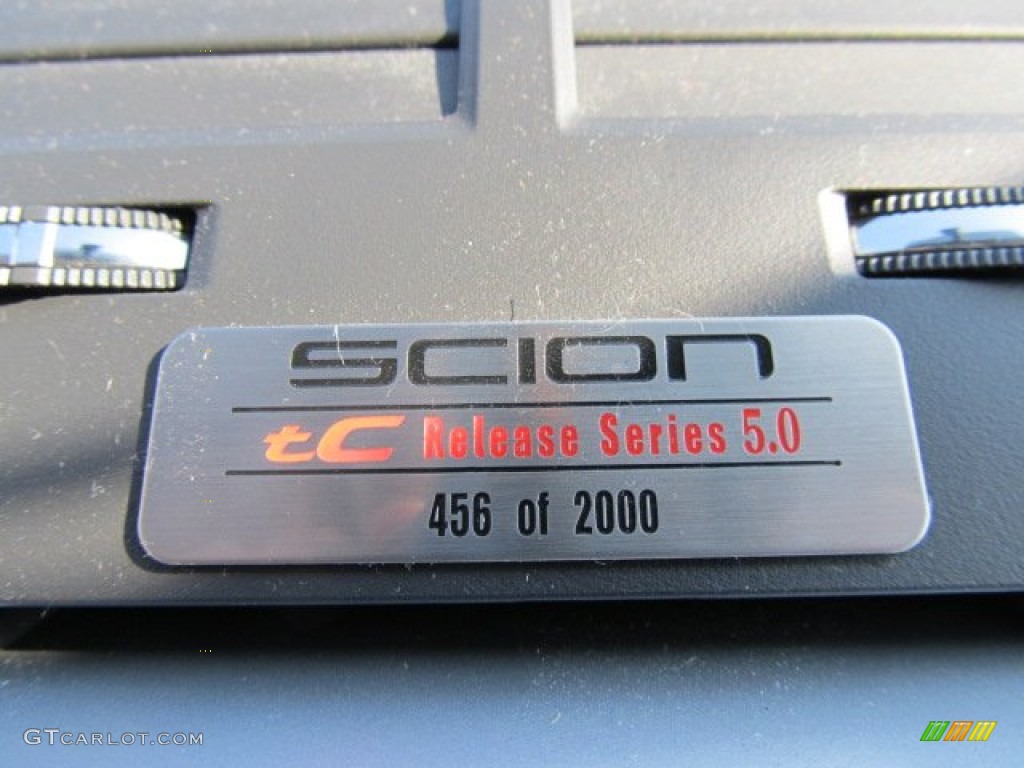 SCION
tC Release Series 5.0
456 of 2000
GTCARLOT.COM